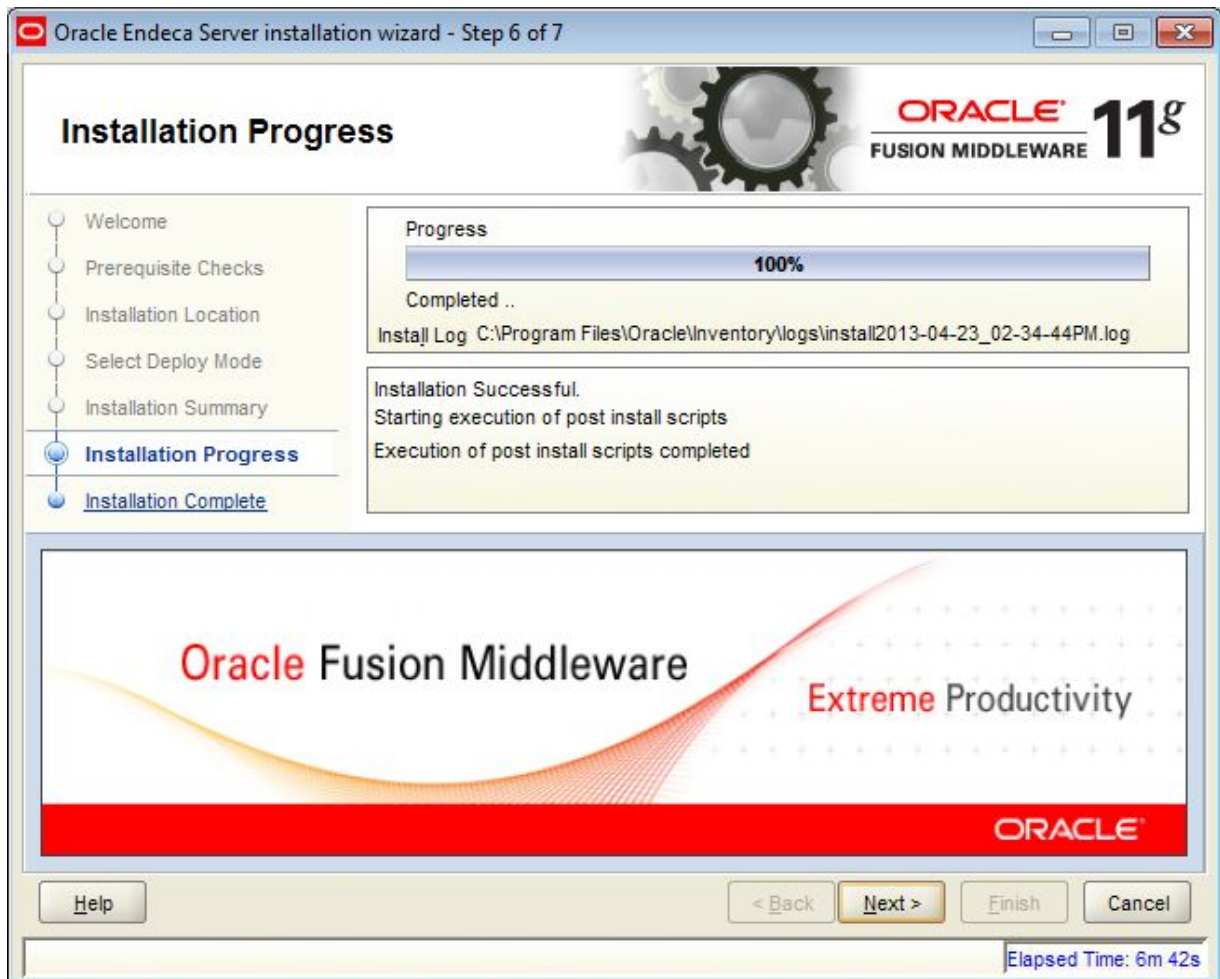 Oracle Endeca Server installation wizard - Step 6 of 7
Installation Progress
ORACLE
FUSION MIDDLEWARE 11g
Welcome
Prerequisite Checks
Installation Location
Select Deploy Mode
Installation Summary
Installation Progress
Installation Complete
Progress
100%
Completed ..
Install Log C:\Program Files\Oracle\Inventory\logs\install2013-04-23_02-34-44PM.log
Installation Successful.
Starting execution of post install scripts
Execution of post install scripts completed
Oracle Fusion Middleware
Extreme Productivity
ORACLE
Help
< Back
Next >
Finish
Cancel
Elapsed Time: 6m 42s